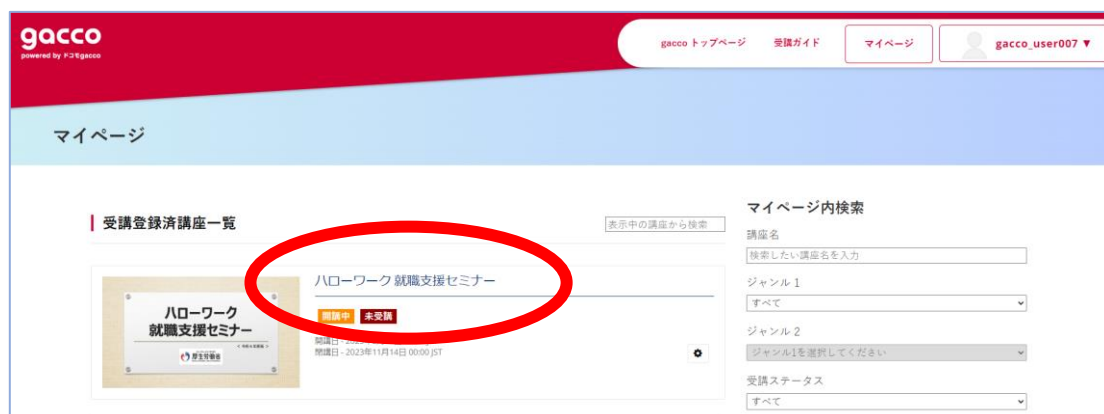 gacco
powered by ドコモgacco
gacco トップページ
受講ガイド
マイページ
gacco_user007 ▼
マイページ
受講登録済講座一覧
表示中の講座から検索
ハローワーク 就職支援セミナー
開講中 未受講
開講日 -
閉講日 - 2023年11月14日 00:00 JST
ハローワーク
就職支援セミナー
厚生労働省
マイページ内検索
講座名
検索したい講座名を入力
ジャンル 1
すべて
ジャンル 2
ジャンル1を選択してください
受講ステータス
すべて